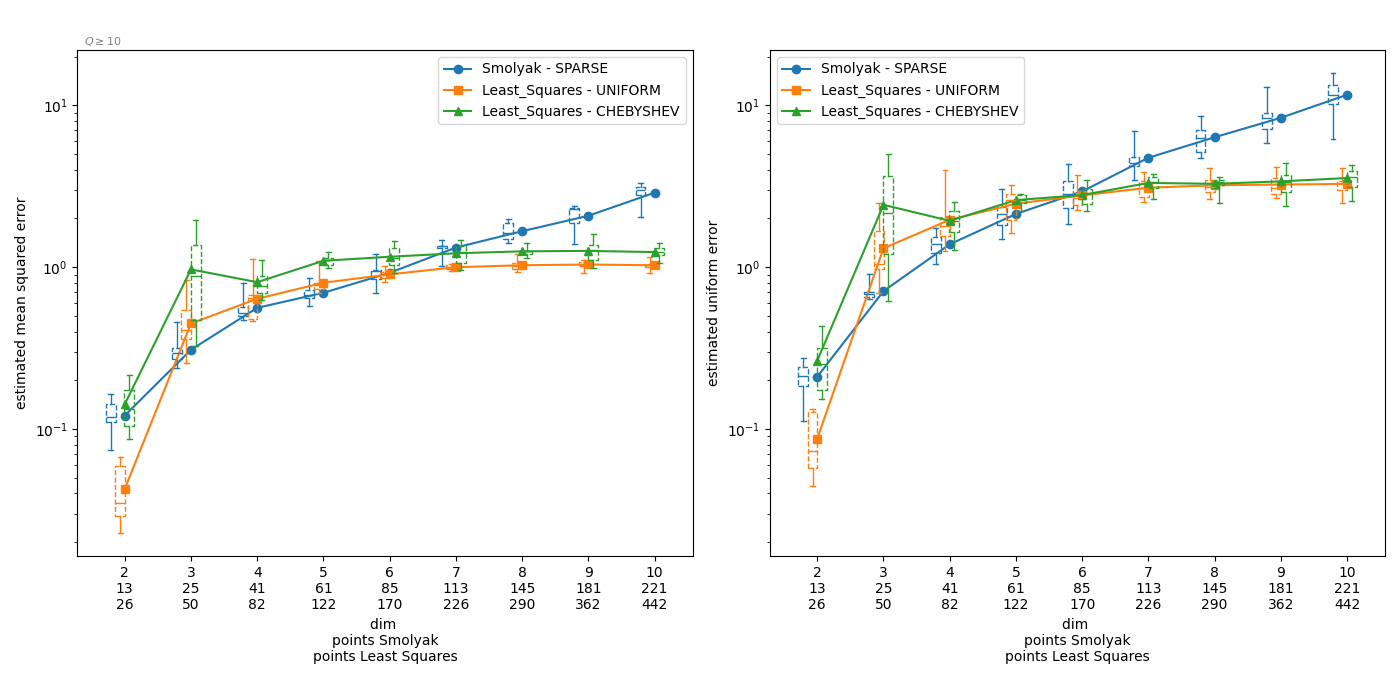 Q ≥ 10
Smolyak - SPARSE
Least_Squares - UNIFORM
Least_Squares - CHEBYSHEV
estimated mean squared error
10¹
10⁰
10⁻¹
2 3 4 5 6 7 8 9 10
13 25 41 61 85 113 145 181 221
26 50 82 122 170 226 290 362 442
dim
points Smolyak
points Least Squares
Smolyak - SPARSE
Least_Squares - UNIFORM
Least_Squares - CHEBYSHEV
estimated uniform error
10¹
10⁰
10⁻¹
2 3 4 5 6 7 8 9 10
13 25 41 61 85 113 145 181 221
26 50 82 122 170 226 290 362 442
dim
points Smolyak
points Least Squares